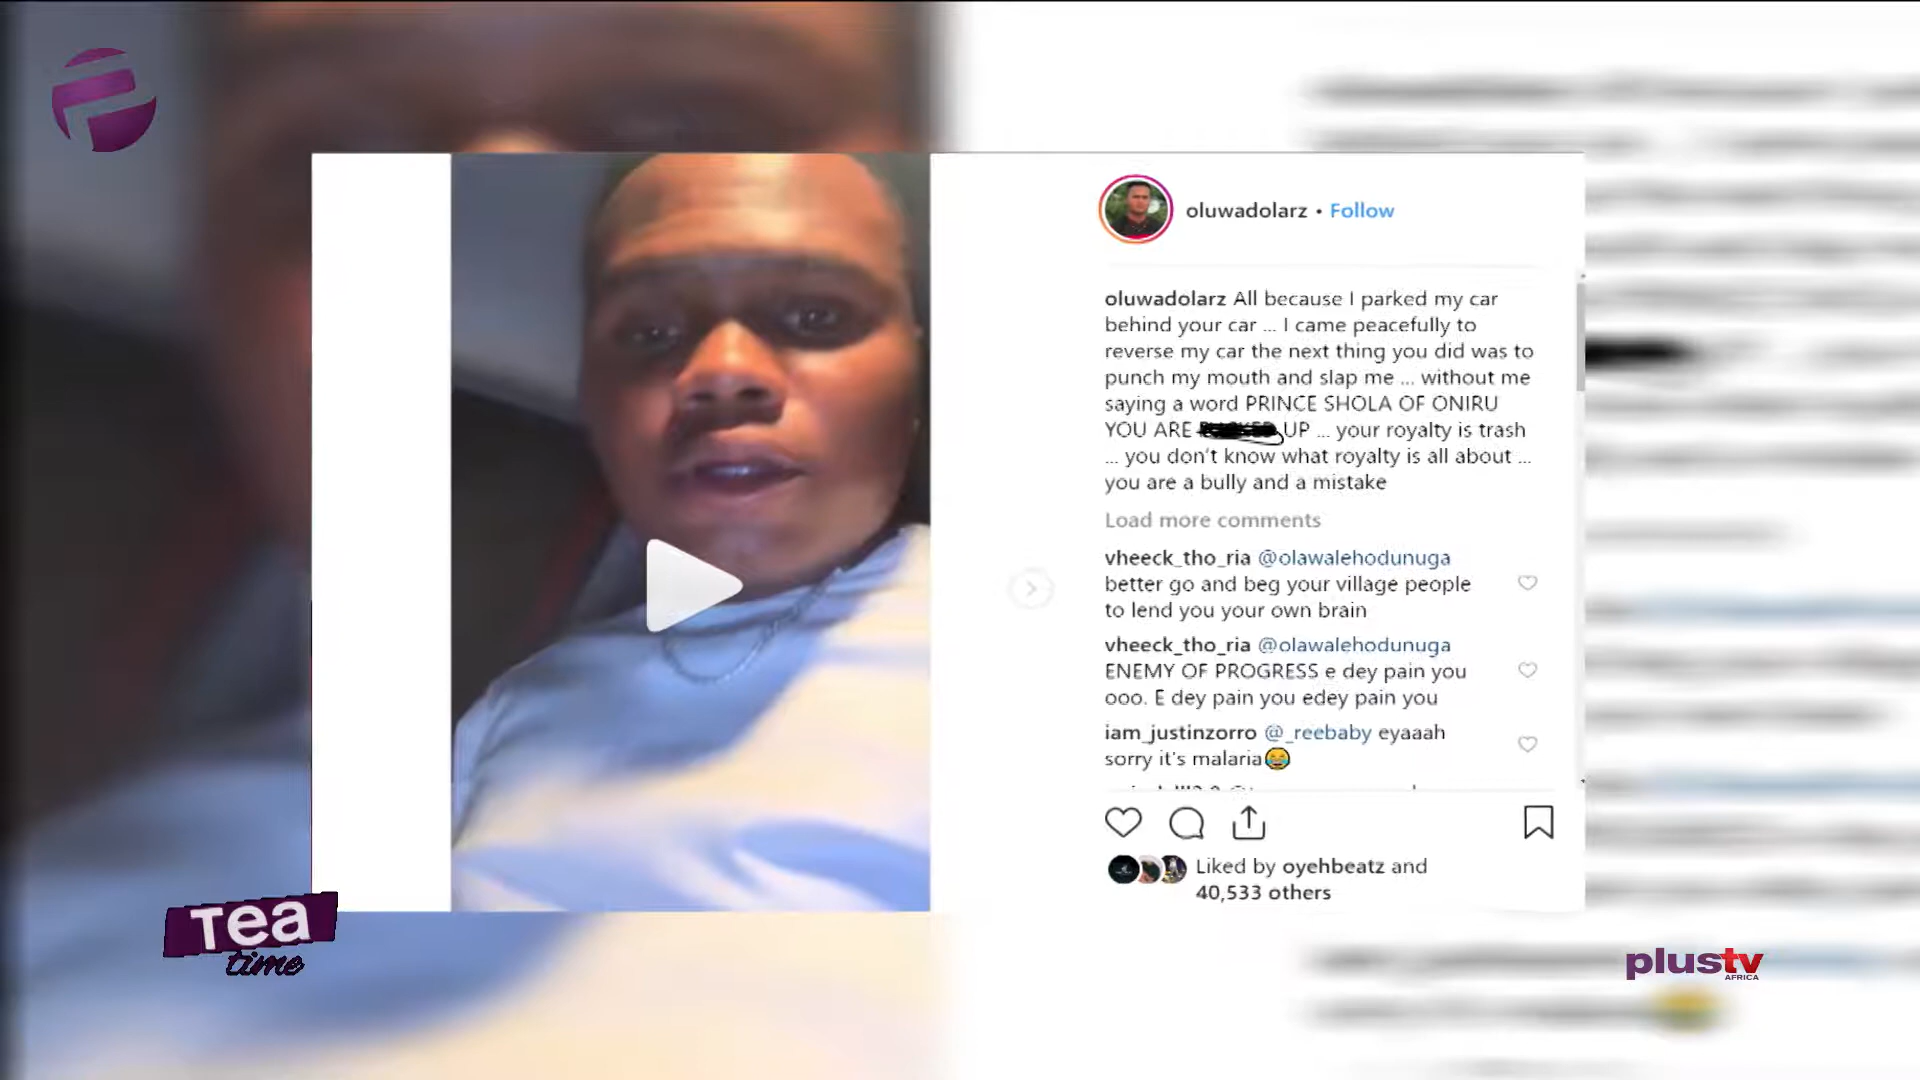 oluwadolarz • Follow
oluwadolarz All because I parked my car
behind your car ... I came peacefully to
reverse my car the next thing you did was to
punch my mouth and slap me ... without me
saying a word PRINCE SHOLA OF ONIRU
YOU ARE UP ... your royalty is trash
... you don't know what royalty is all about ...
you are a bully and a mistake
Load more comments
vheeck_tho_ria @olawalehodunuga
better go and beg your village people
to lend you your own brain
vheeck_tho_ria @olawalehodunuga
ENEMY OF PROGRESS e dey pain you
ooo. E dey pain you edey pain you
iam_justinzorro @_reebaby eyaaah
sorry it's malaria😂
Liked by oyehbeatz and
40,533 others
Tea
time
plustv
AFRICA